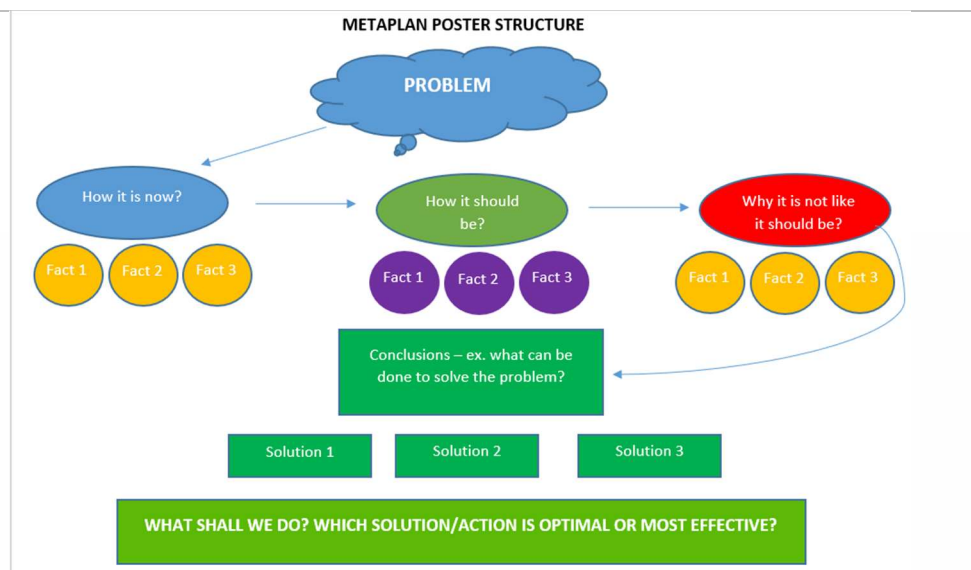 METAPLAN POSTER STRUCTURE
PROBLEM
How it is now?
How it should
be?
Why it is not like
it should be?
Fact 1
Fact 2
Fact 3
Fact 1
Fact 2
Fact 3
Fact 1
Fact 2
Fact 3
Conclusions – ex. what can be
done to solve the problem?
Solution 1
Solution 2
Solution 3
WHAT SHALL WE DO? WHICH SOLUTION/ACTION IS OPTIMAL OR MOST EFFECTIVE?